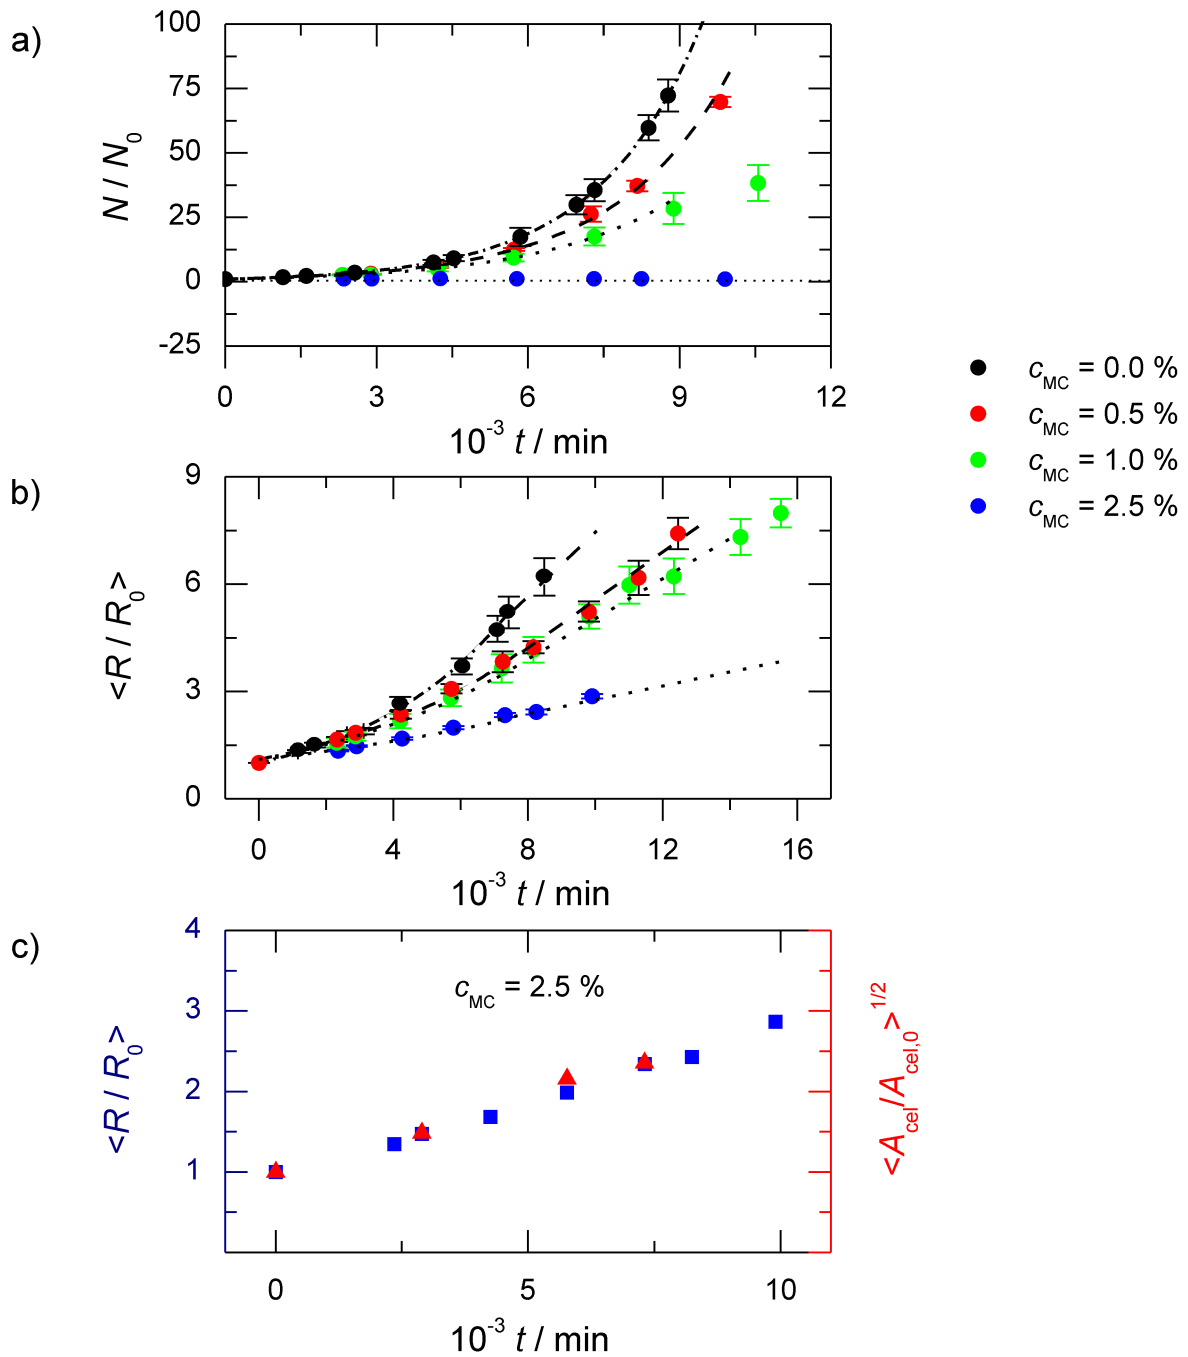 a)
100
75
50
25
0
-25
N / N0
0 3 6 9 12
10-3 t / min
cMC = 0.0 %
cMC = 0.5 %
cMC = 1.0 %
cMC = 2.5 %
b)
9
6
3
0
<R / R0>
0 4 8 12 16
10-3 t / min
c)
4
3
2
1
<R / R0>
cMC = 2.5 %
<Acel/Acel,0>1/2
0 5 10
10-3 t / min